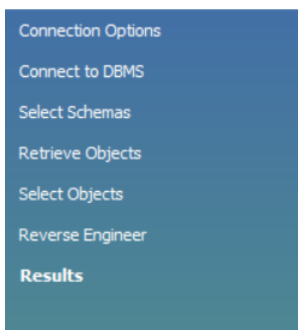 Connection Options
Connect to DBMS
Select Schemas
Retrieve Objects
Select Objects
Reverse Engineer
Results